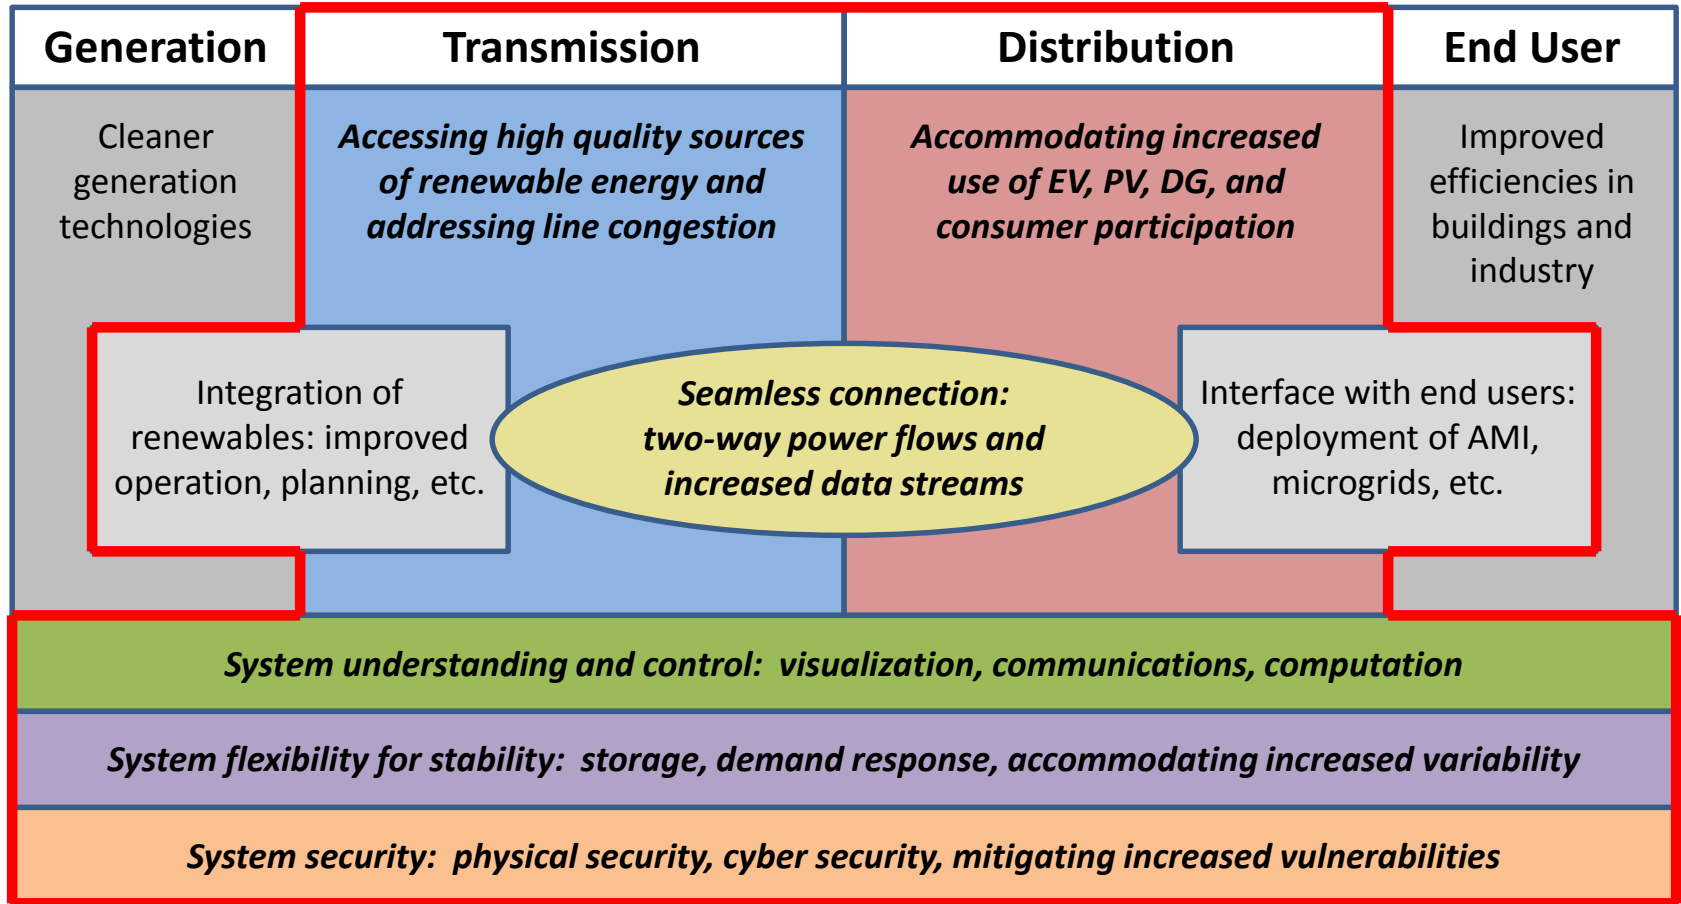 Generation
Transmission
Distribution
End User
Cleaner
generation
technologies
Accessing high quality sources
of renewable energy and
addressing line congestion
Accommodating increased
use of EV, PV, DG, and
consumer participation
Improved
efficiencies in
buildings and
industry
Integration of
renewables: improved
operation, planning, etc.
Seamless connection:
two-way power flows and
increased data streams
Interface with end users:
deployment of AMI,
microgrids, etc.
System understanding and control:  visualization, communications, computation
System flexibility for stability:  storage, demand response, accommodating increased variability
System security:  physical security, cyber security, mitigating increased vulnerabilities